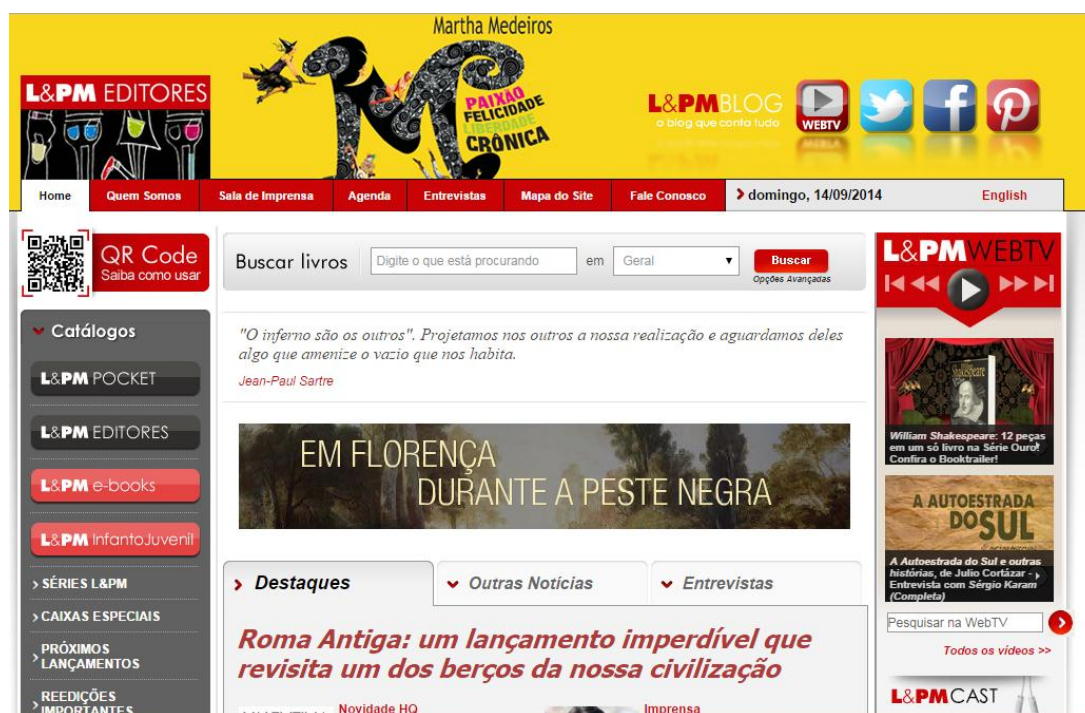 Martha Medeiros
PAIXÃO
FELICIDADE
LIBERDADE
CRÔNICA
L&PM EDITORES
L&PMBLOG
o blog que conta tudo
WEBTV
Home
Quem Somos
Sala de Imprensa
Agenda
Entrevistas
Mapa do Site
Fale Conosco
domingo, 14/09/2014
English
QR Code
Saiba como usar
Buscar livros
Digite o que está procurando
em
Geral
Buscar
Opções Avançadas
Catálogos
L&PM POCKET
L&PM EDITORES
L&PM e-books
L&PM InfantoJuvenil
SÉRIES L&PM
CAIXAS ESPECIAIS
PRÓXIMOS
LANÇAMENTOS
REEDIÇÕES
IMPORTANTES
"O inferno são os outros". Projetamos nos outros a nossa realização e aguardamos deles
algo que amenize o vazio que nos habita.
Jean-Paul Sartre
EM FLORENÇA
DURANTE A PESTE NEGRA
Destaques
Outras Notícias
Entrevistas
Roma Antiga: um lançamento imperdível que
revisita um dos berços da nossa civilização
Novidade HQ
Imprensa
L&PMWEBTV
Shakespeare
William Shakespeare: 12 peças
em um só livro na Série Ouro!
Confira o Booktrailer!
A AUTOESTRADA
DOSUL
A Autoestrada do Sul e outras
histórias, de Julio Cortázar -
Entrevista com Sérgio Karam
(Completa)
Pesquisar na WebTV
Todos os vídeos >>
L&PMCAST